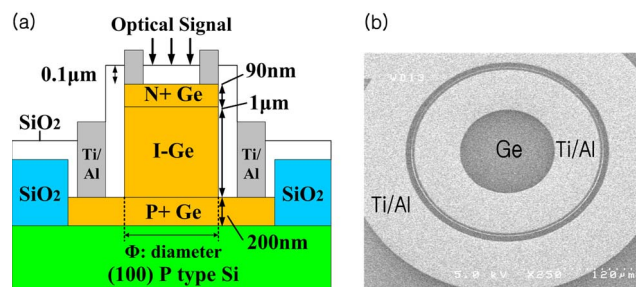 (a)
Optical Signal
0.1μm
90nm
N+ Ge
1μm
SiO₂
Ti/
Al
I-Ge
Ti/
Al
SiO₂
SiO₂
P+ Ge
200nm
Φ: diameter
(100) P type Si
(b)
W013
Ge
Ti/Al
Ti/Al
5.0 kV X250 120μm